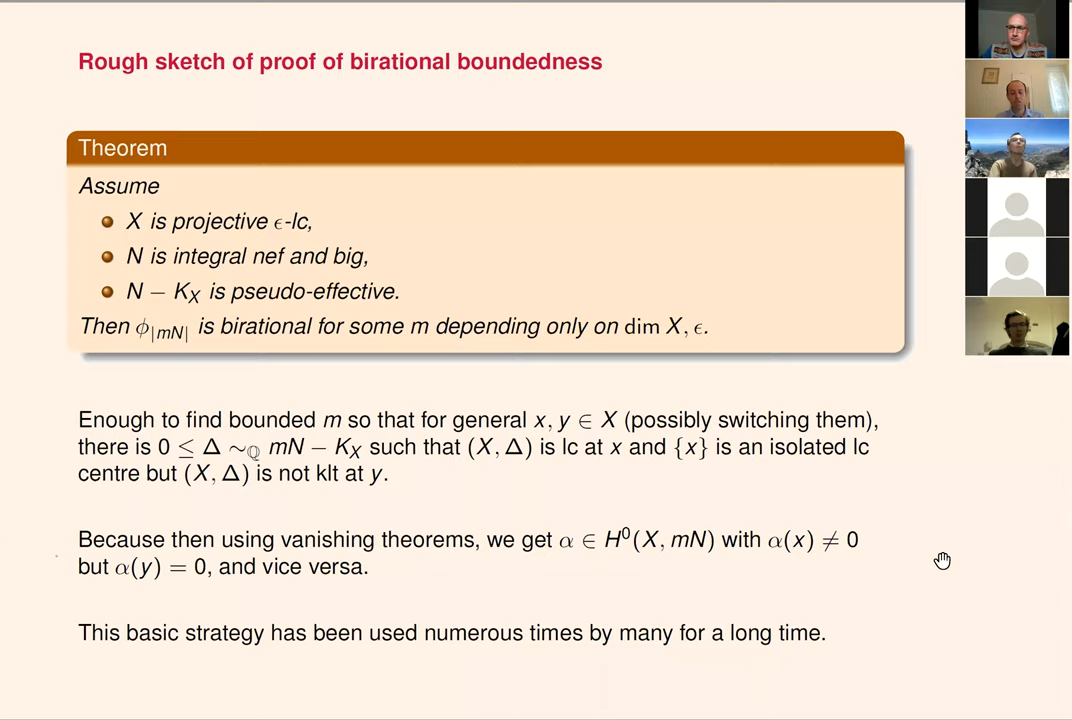 Rough sketch of proof of birational boundedness
Theorem
Assume
X is projective ϵ-lc,
N is integral nef and big,
N − K_X is pseudo-effective.
Then ϕ_{|mN|} is birational for some m depending only on dim X, ϵ.
Enough to find bounded m so that for general x, y ∈ X (possibly switching them),
there is 0 ≤ Δ ∼_ℚ mN − K_X such that (X, Δ) is lc at x and {x} is an isolated lc
centre but (X, Δ) is not klt at y.
Because then using vanishing theorems, we get α ∈ H⁰(X, mN) with α(x) ≠ 0
but α(y) = 0, and vice versa.
This basic strategy has been used numerous times by many for a long time.